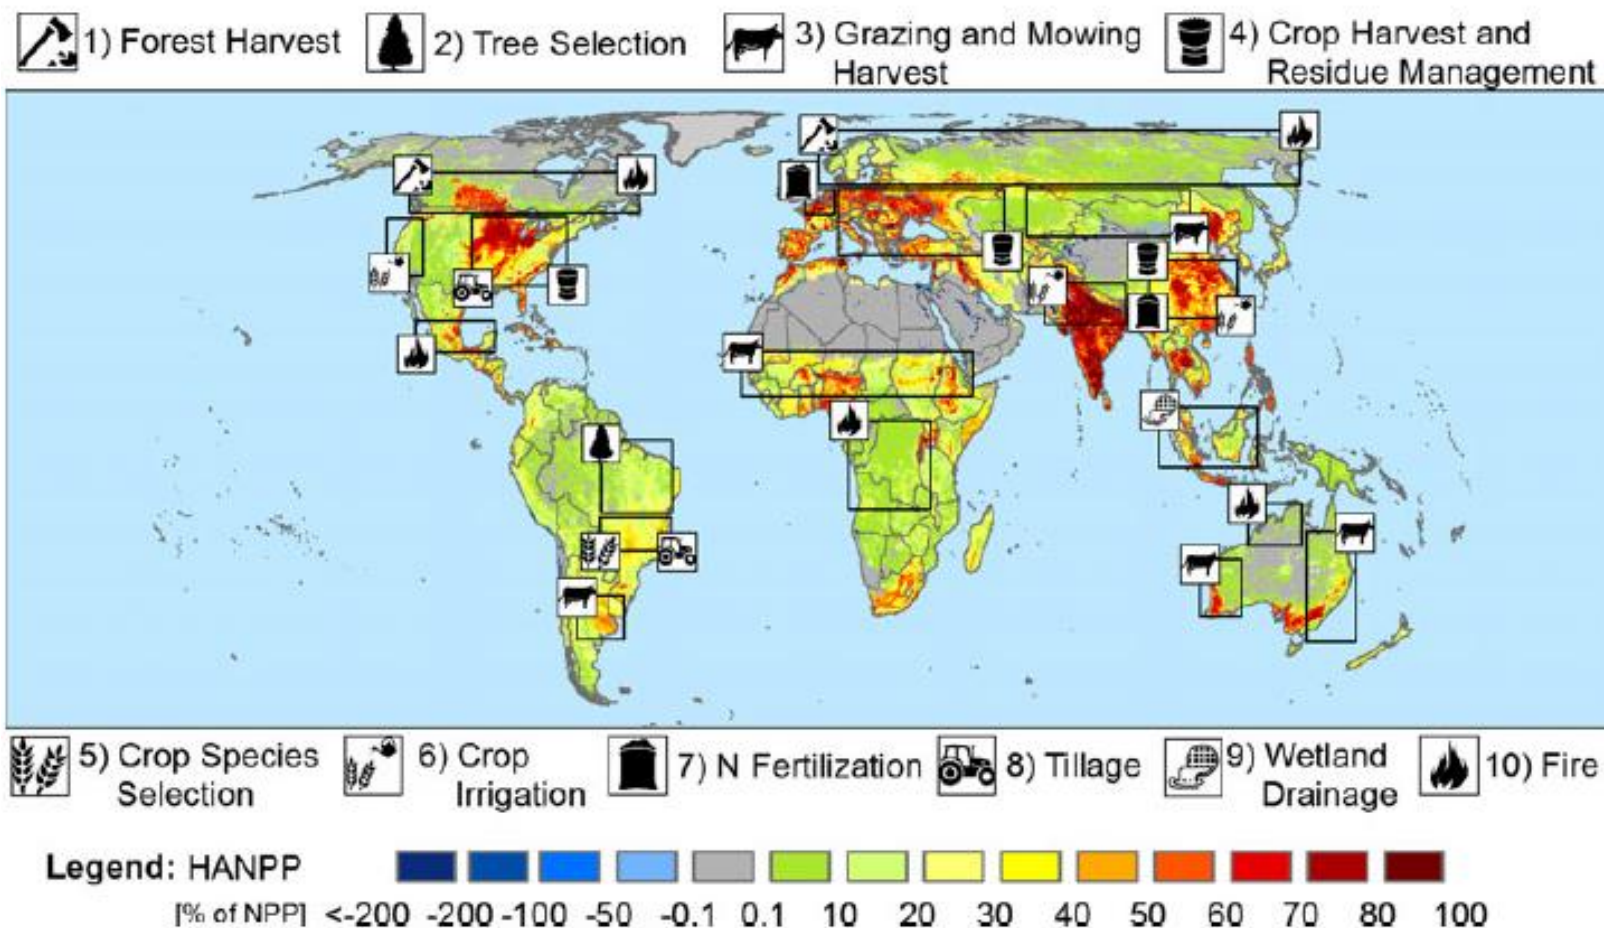 1) Forest Harvest 2) Tree Selection 3) Grazing and Mowing 4) Crop Harvest and
Harvest Residue Management
5) Crop Species 6) Crop 7) N Fertilization 8) Tillage 9) Wetland 10) Fire
Selection Irrigation Drainage
Legend: HANPP
[% of NPP] <-200 -200 -100 -50 -0.1 0.1 10 20 30 40 50 60 70 80 100